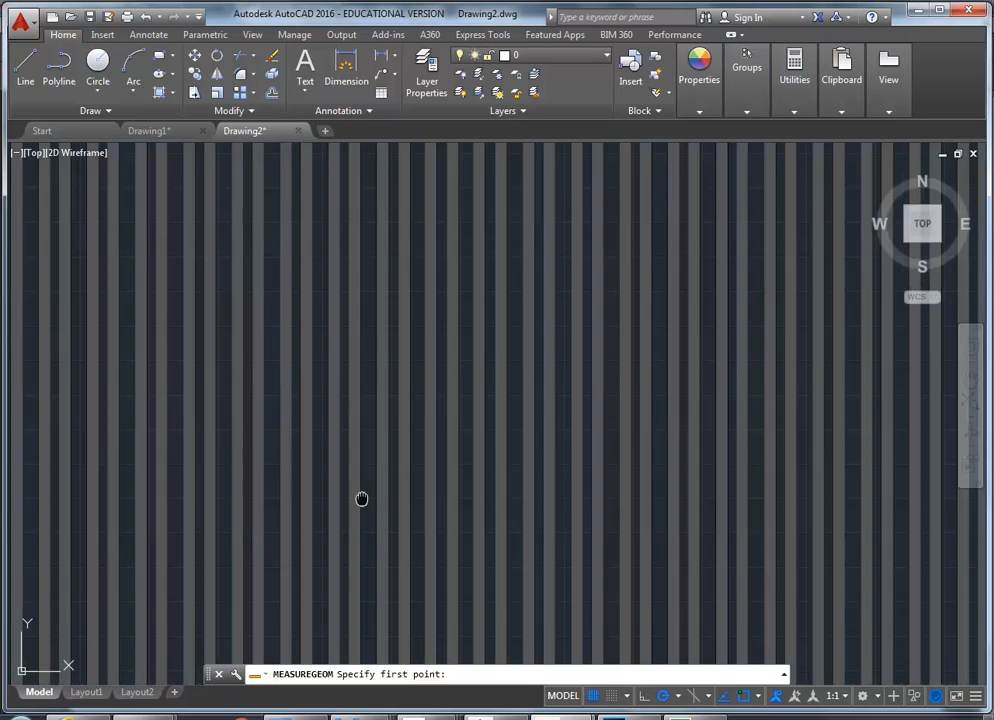 Autodesk AutoCAD 2016 - EDUCATIONAL VERSION Drawing2.dwg
Type a keyword or phrase
Sign In
Home Insert Annotate Parametric View Manage Output Add-ins A360 Express Tools Featured Apps BIM 360 Performance
0
Line Polyline Circle Arc Text Dimension Layer Properties Insert Properties Groups Utilities Clipboard View
Draw Modify Annotation Layers Block
Start Drawing1* Drawing2*
[−][Top][2D Wireframe]
N
W TOP E
S
WCS
Y
X
MEASUREGEOM Specify first point:
Model Layout1 Layout2 MODEL 1:1